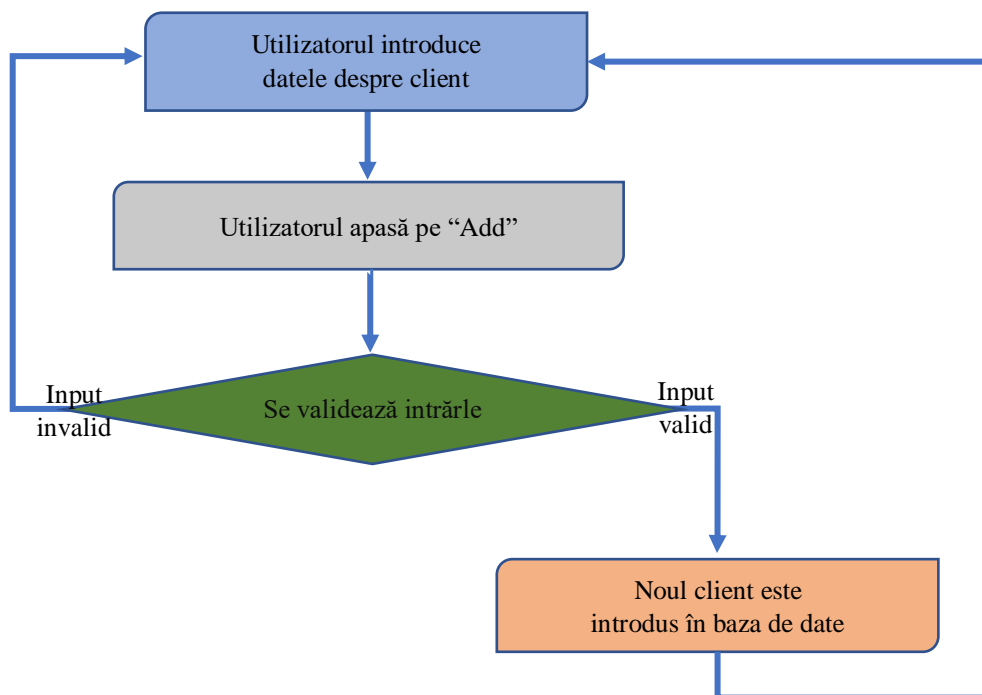 Utilizatorul introduce
datele despre client
Utilizatorul apasă pe “Add”
Input
invalid
Se validează intrărle
Input
valid
Noul client este
introdus în baza de date